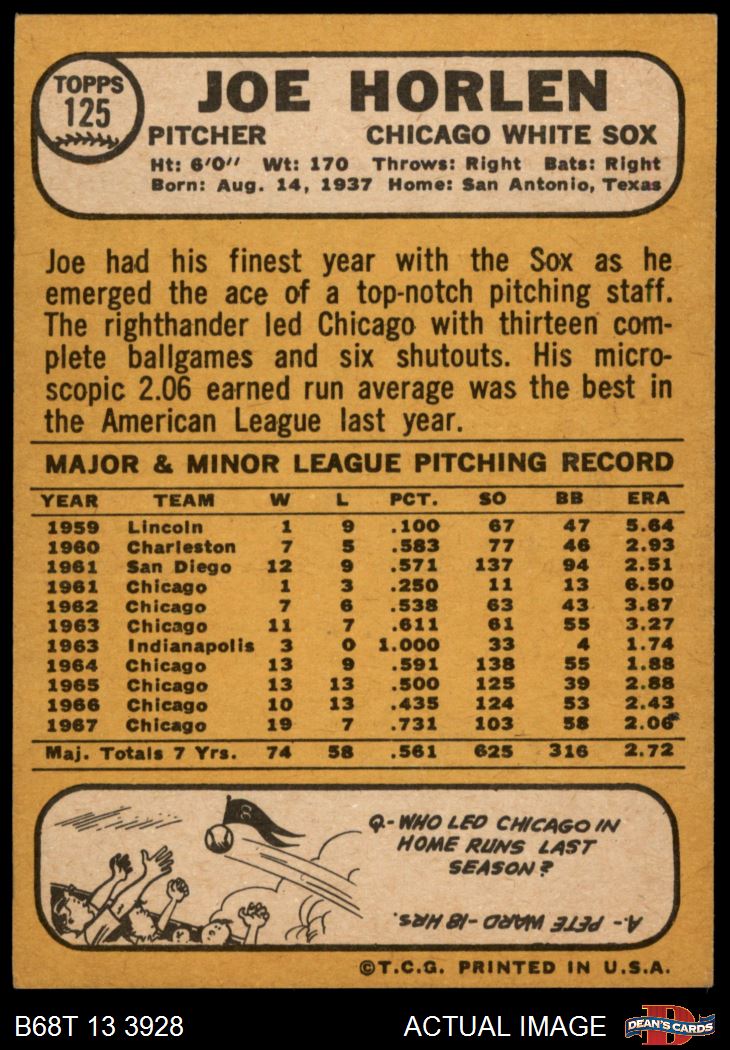 TOPPS
125
JOE HORLEN
PITCHER CHICAGO WHITE SOX
Ht: 6'0" Wt: 170 Throws: Right Bats: Right
Born: Aug. 14, 1937 Home: San Antonio, Texas
Joe had his finest year with the Sox as he
emerged the ace of a top-notch pitching staff.
The righthander led Chicago with thirteen com-
plete ballgames and six shutouts. His micro-
scopic 2.06 earned run average was the best in
the American League last year.
MAJOR & MINOR LEAGUE PITCHING RECORD
YEAR TEAM W L PCT. SO BB ERA
1959 Lincoln 1 9 .100 67 47 5.64
1960 Charleston 7 5 .583 77 46 2.93
1961 San Diego 12 9 .571 137 94 2.51
1961 Chicago 1 3 .250 11 13 6.50
1962 Chicago 7 6 .538 63 43 3.87
1963 Chicago 11 7 .611 61 55 3.27
1963 Indianapolis 3 0 1.000 33 4 1.74
1964 Chicago 13 9 .591 138 55 1.88
1965 Chicago 13 13 .500 125 39 2.88
1966 Chicago 10 13 .435 124 53 2.43
1967 Chicago 19 7 .731 103 58 2.06*
Maj. Totals 7 Yrs. 74 58 .561 625 316 2.72
Q-WHO LED CHICAGO IN
HOME RUNS LAST
SEASON?
A.- PETE WARD-18 HRS.
©T.C.G. PRINTED IN U.S.A.
B68T 13 3928 ACTUAL IMAGE DEAN'S CARDS